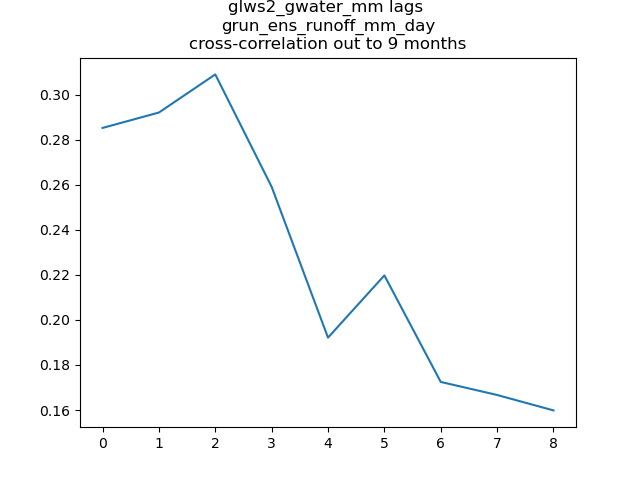 glws2_gwater_mm lags
grun_ens_runoff_mm_day
cross-correlation out to 9 months
0.30
0.28
0.26
0.24
0.22
0.20
0.18
0.16
0 1 2 3 4 5 6 7 8